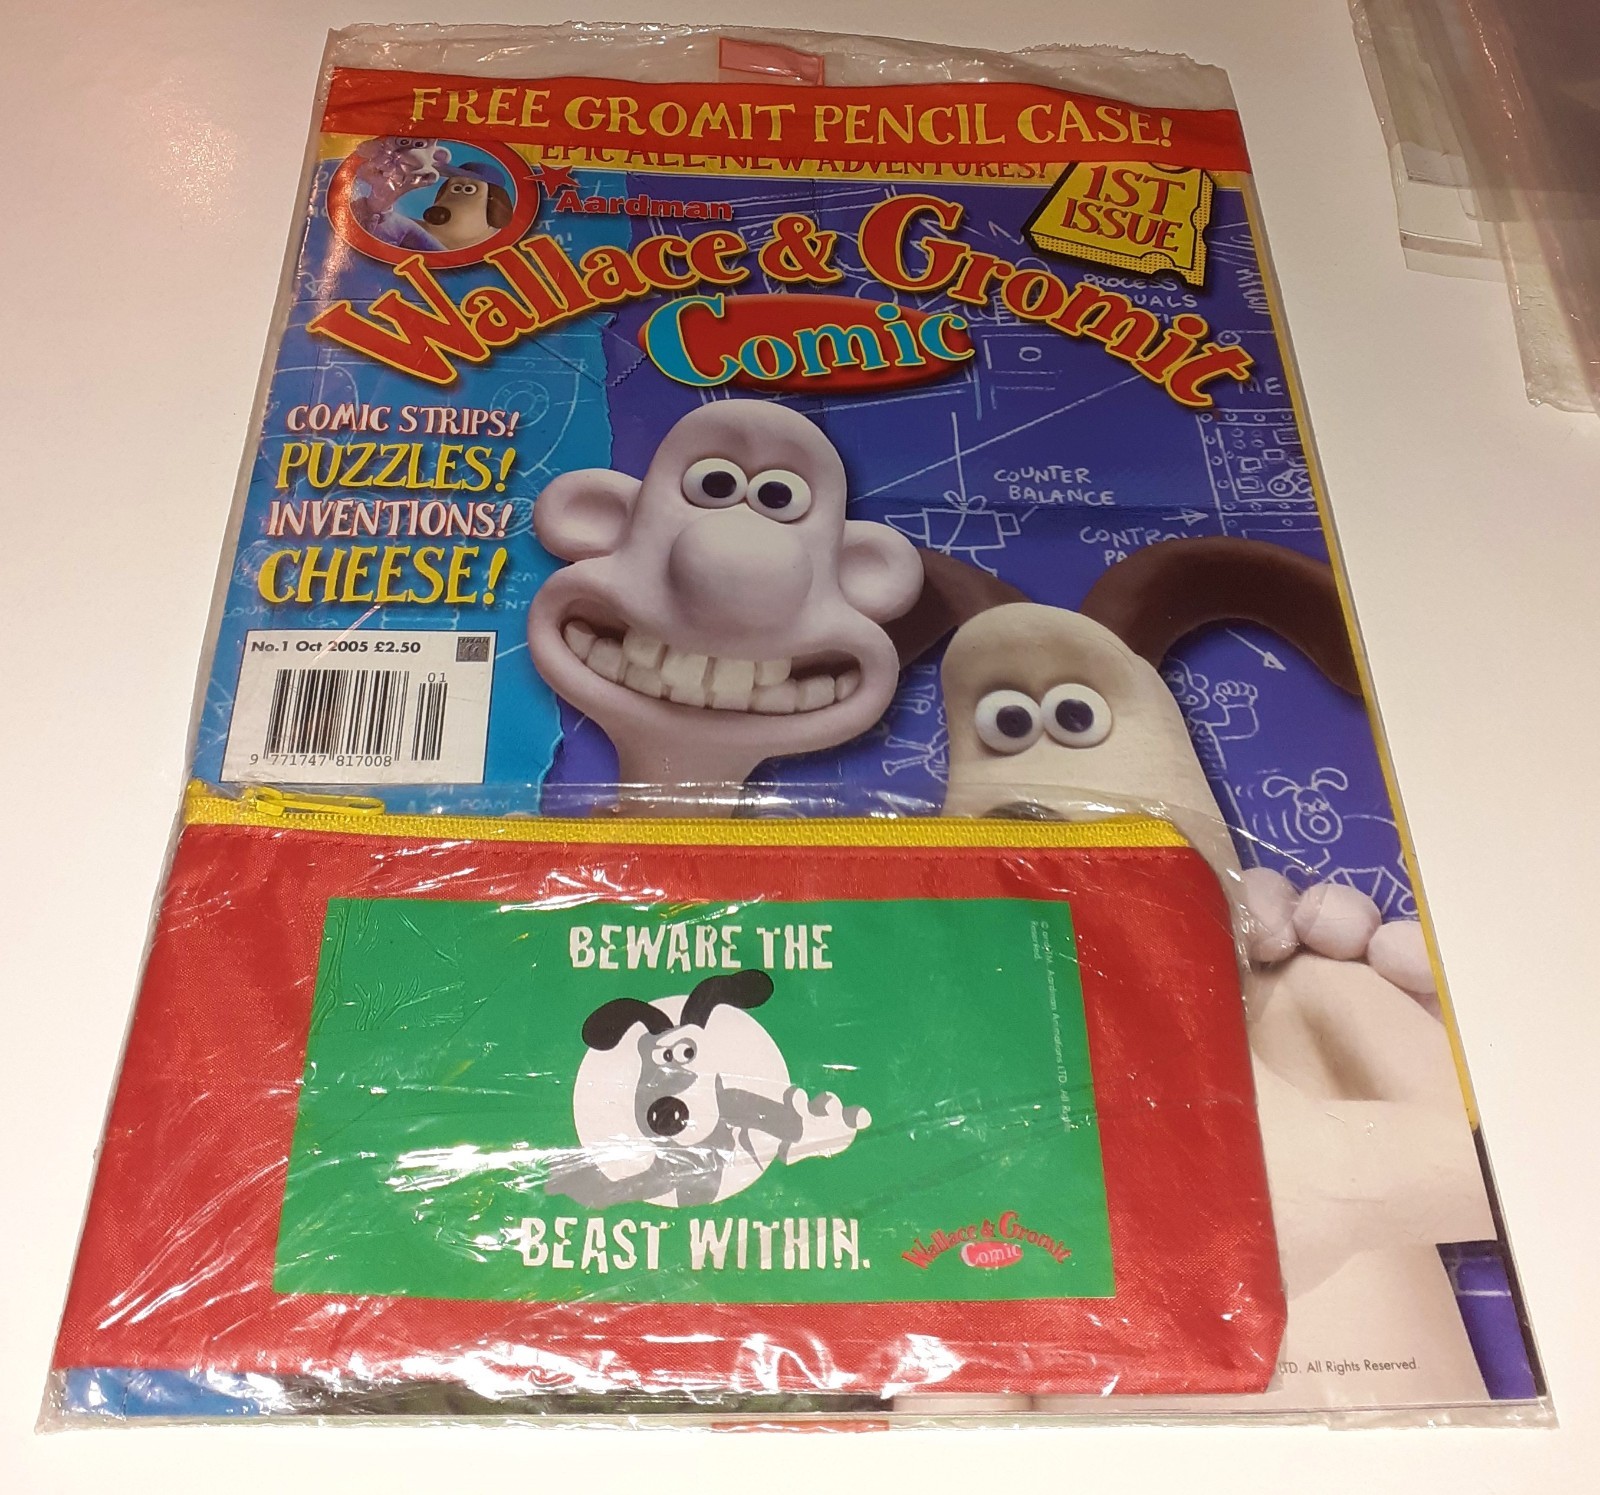 FREE GROMIT PENCIL CASE!
EPIC ALL-NEW ADVENTURES!
1ST
ISSUE
Aardman
Wallace & Gromit
Comic
PROCESS
COMIC STRIPS!
PUZZLES!
INVENTIONS!
CHEESE!
COUNTER
BALANCE
No.1 Oct 2005 £2.50
01
9 771747 817008
BEWARE THE
BEAST WITHIN.
Wallace & Gromit
Comic
LTD. All Rights Reserved